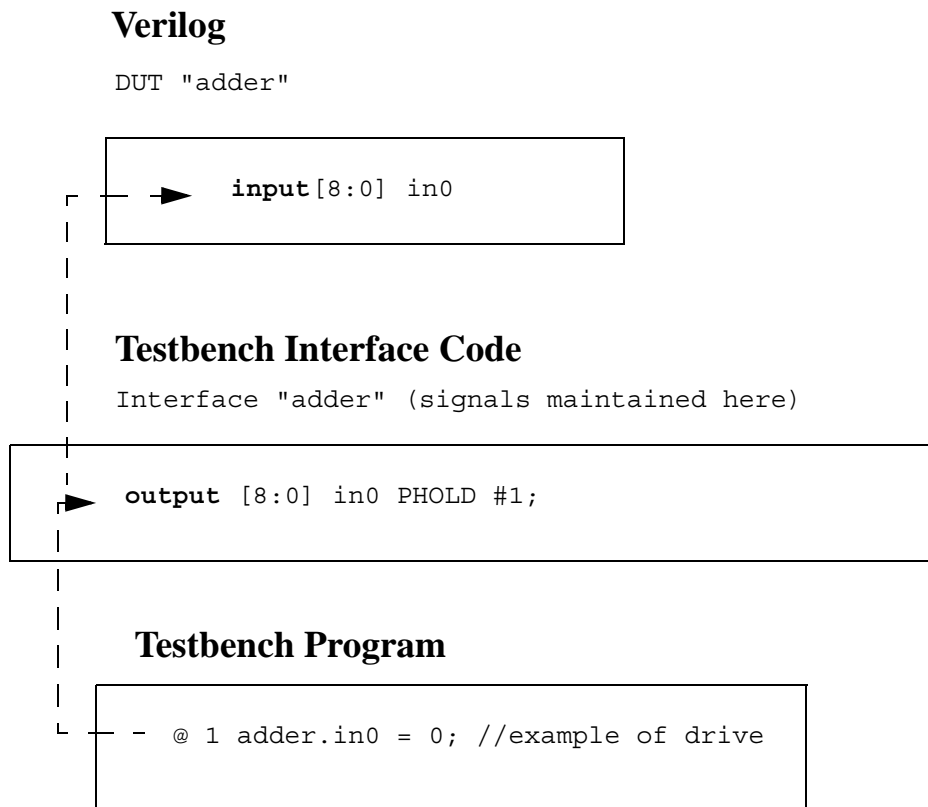 Verilog
DUT "adder"
input[8:0] in0
Testbench Interface Code
Interface "adder" (signals maintained here)
output [8:0] in0 PHOLD #1;
Testbench Program
@ 1 adder.in0 = 0; //example of drive